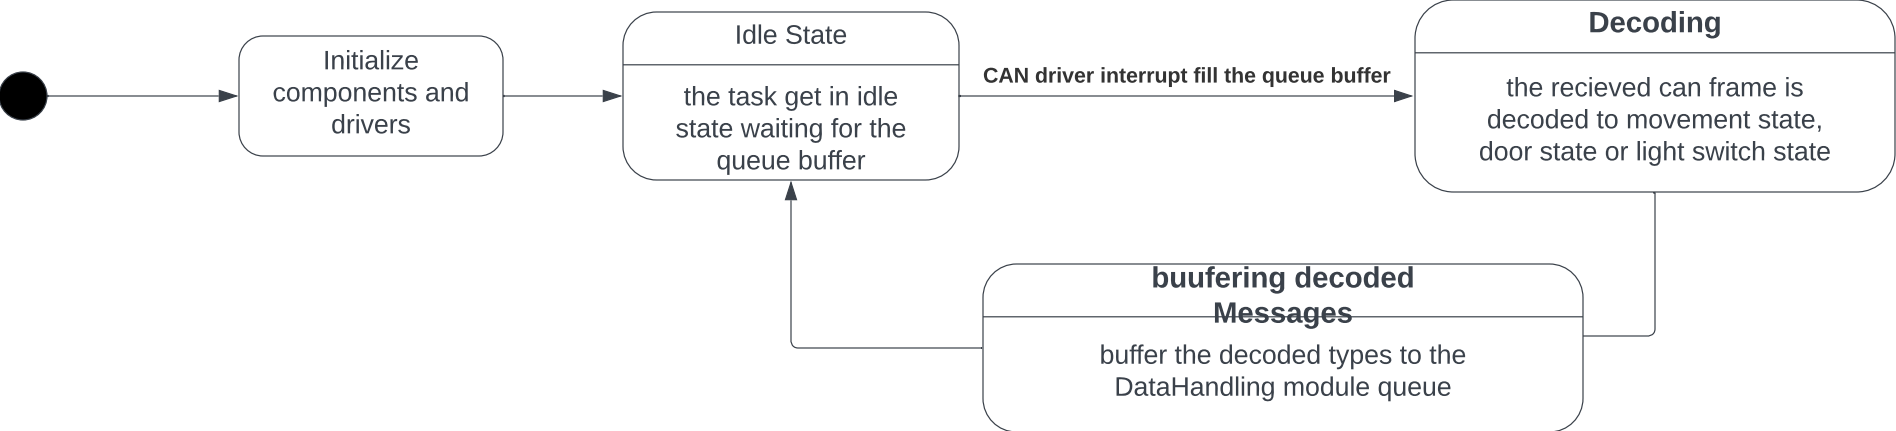 Initialize
components and
drivers
Idle State
the task get in idle
state waiting for the
queue buffer
CAN driver interrupt fill the queue buffer
Decoding
the recieved can frame is
decoded to movement state,
door state or light switch state
buufering decoded
Messages
buffer the decoded types to the
DataHandling module queue